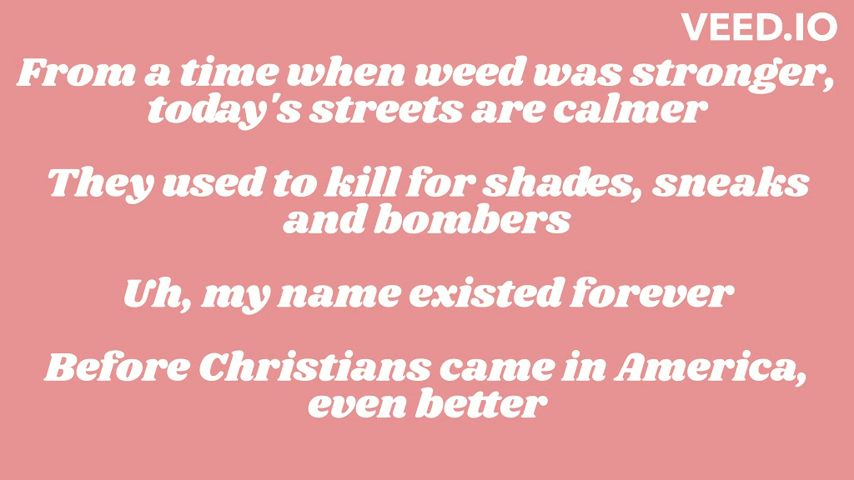 VEED.IO
From a time when weed was stronger,
today's streets are calmer
They used to kill for shades, sneaks
and bombers
Uh, my name existed forever
Before Christians came in America,
even better